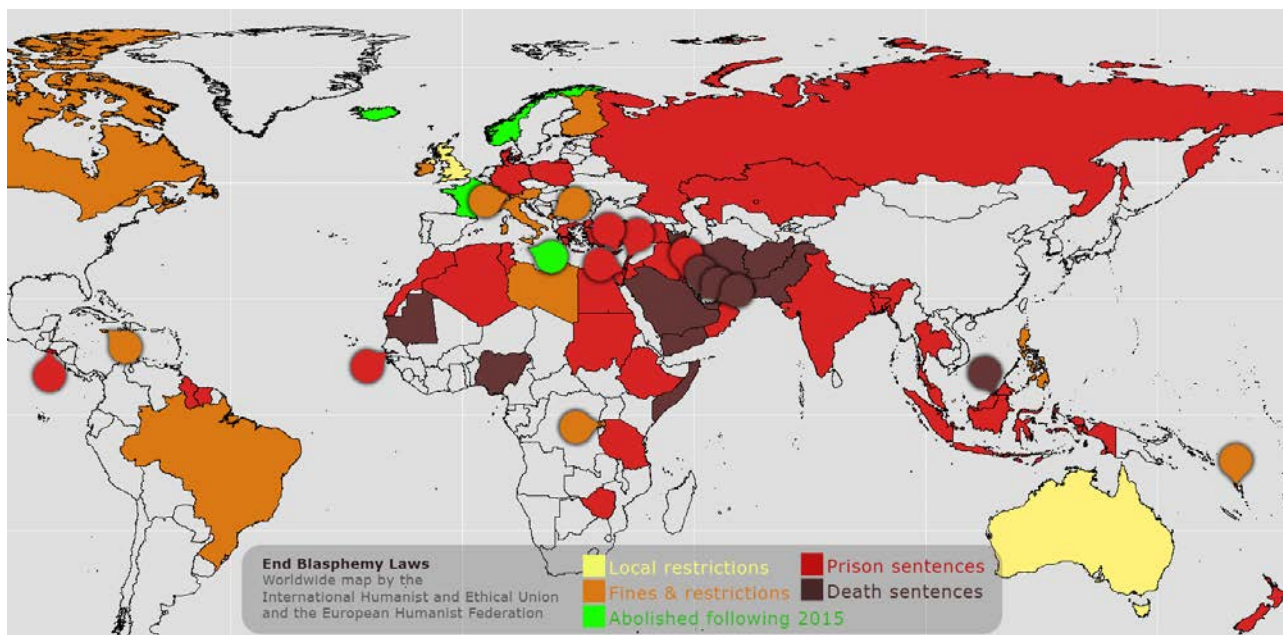 End Blasphemy Laws
Worldwide map by the
International Humanist and Ethical Union
and the European Humanist Federation
Local restrictions
Fines & restrictions
Abolished following 2015
Prison sentences
Death sentences